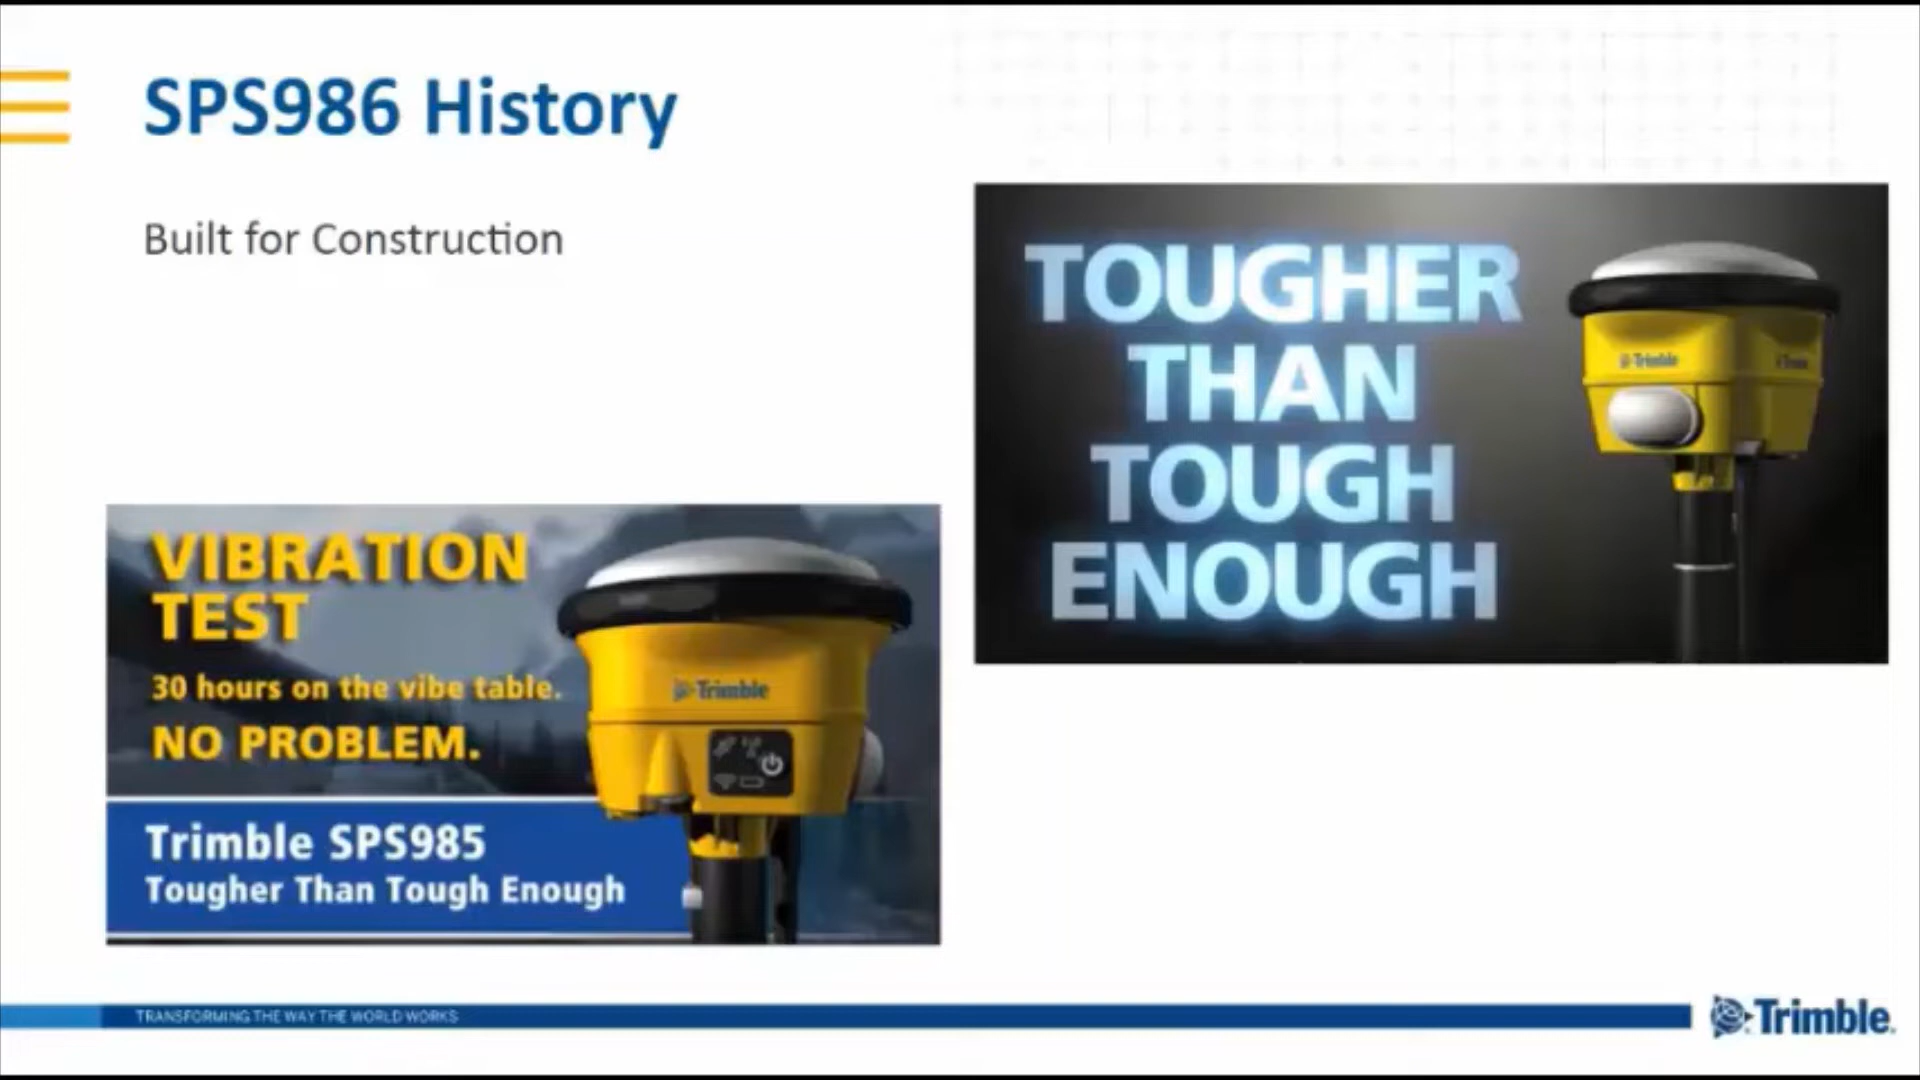 SPS986 History
Built for Construction
TOUGHER
THAN
TOUGH
ENOUGH
Trimble
VIBRATION
TEST
30 hours on the vibe table.
NO PROBLEM.
Trimble
Trimble SPS985
Tougher Than Tough Enough
TRANSFORMING THE WAY THE WORLD WORKS
Trimble